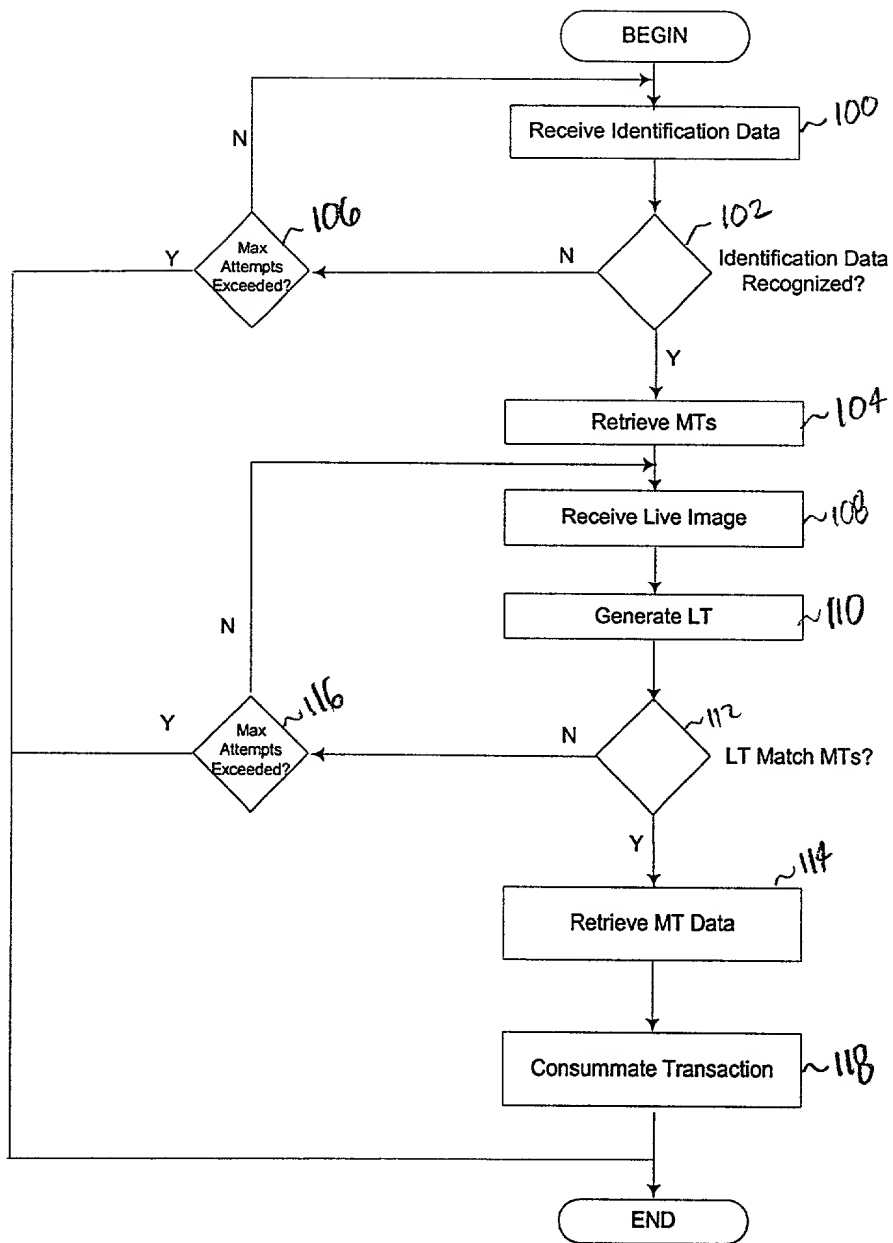 BEGIN
Receive Identification Data
100
N
106
Max
Attempts
Exceeded?
Y
N
102
Identification Data
Recognized?
Y
Retrieve MTs
104
Receive Live Image
108
Generate LT
110
N
116
Max
Attempts
Exceeded?
Y
N
112
LT Match MTs?
Y
114
Retrieve MT Data
Consummate Transaction
118
END